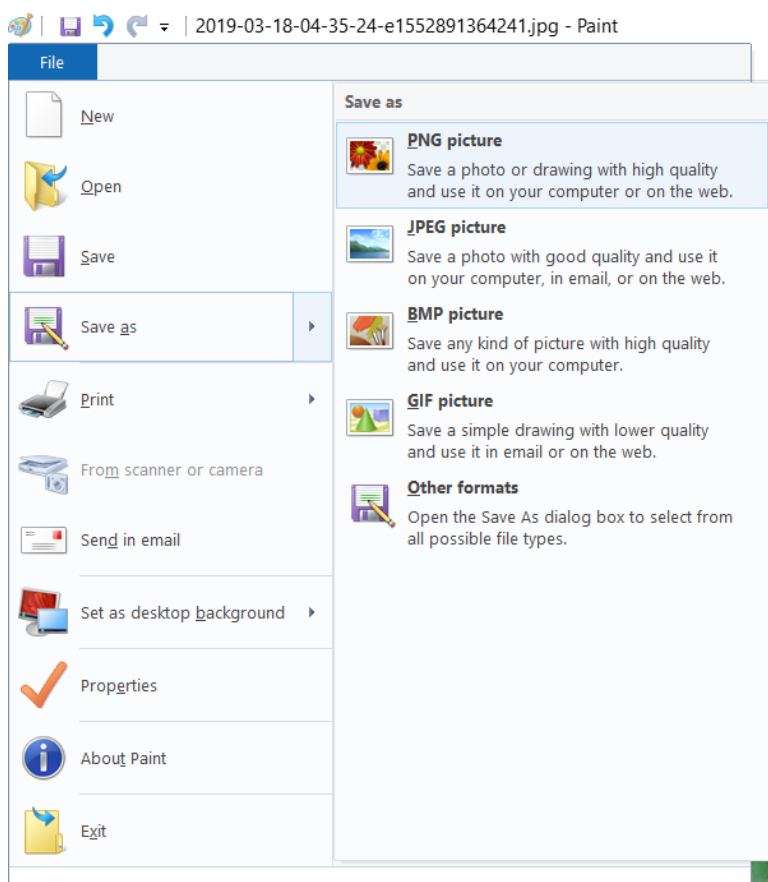 2019-03-18-04-35-24-e1552891364241.jpg - Paint
File
New
Open
Save
Save as
Print
From scanner or camera
Send in email
Set as desktop background
Properties
About Paint
Exit
Save as
PNG picture
Save a photo or drawing with high quality
and use it on your computer or on the web.
JPEG picture
Save a photo with good quality and use it
on your computer, in email, or on the web.
BMP picture
Save any kind of picture with high quality
and use it on your computer.
GIF picture
Save a simple drawing with lower quality
and use it in email or on the web.
Other formats
Open the Save As dialog box to select from
all possible file types.